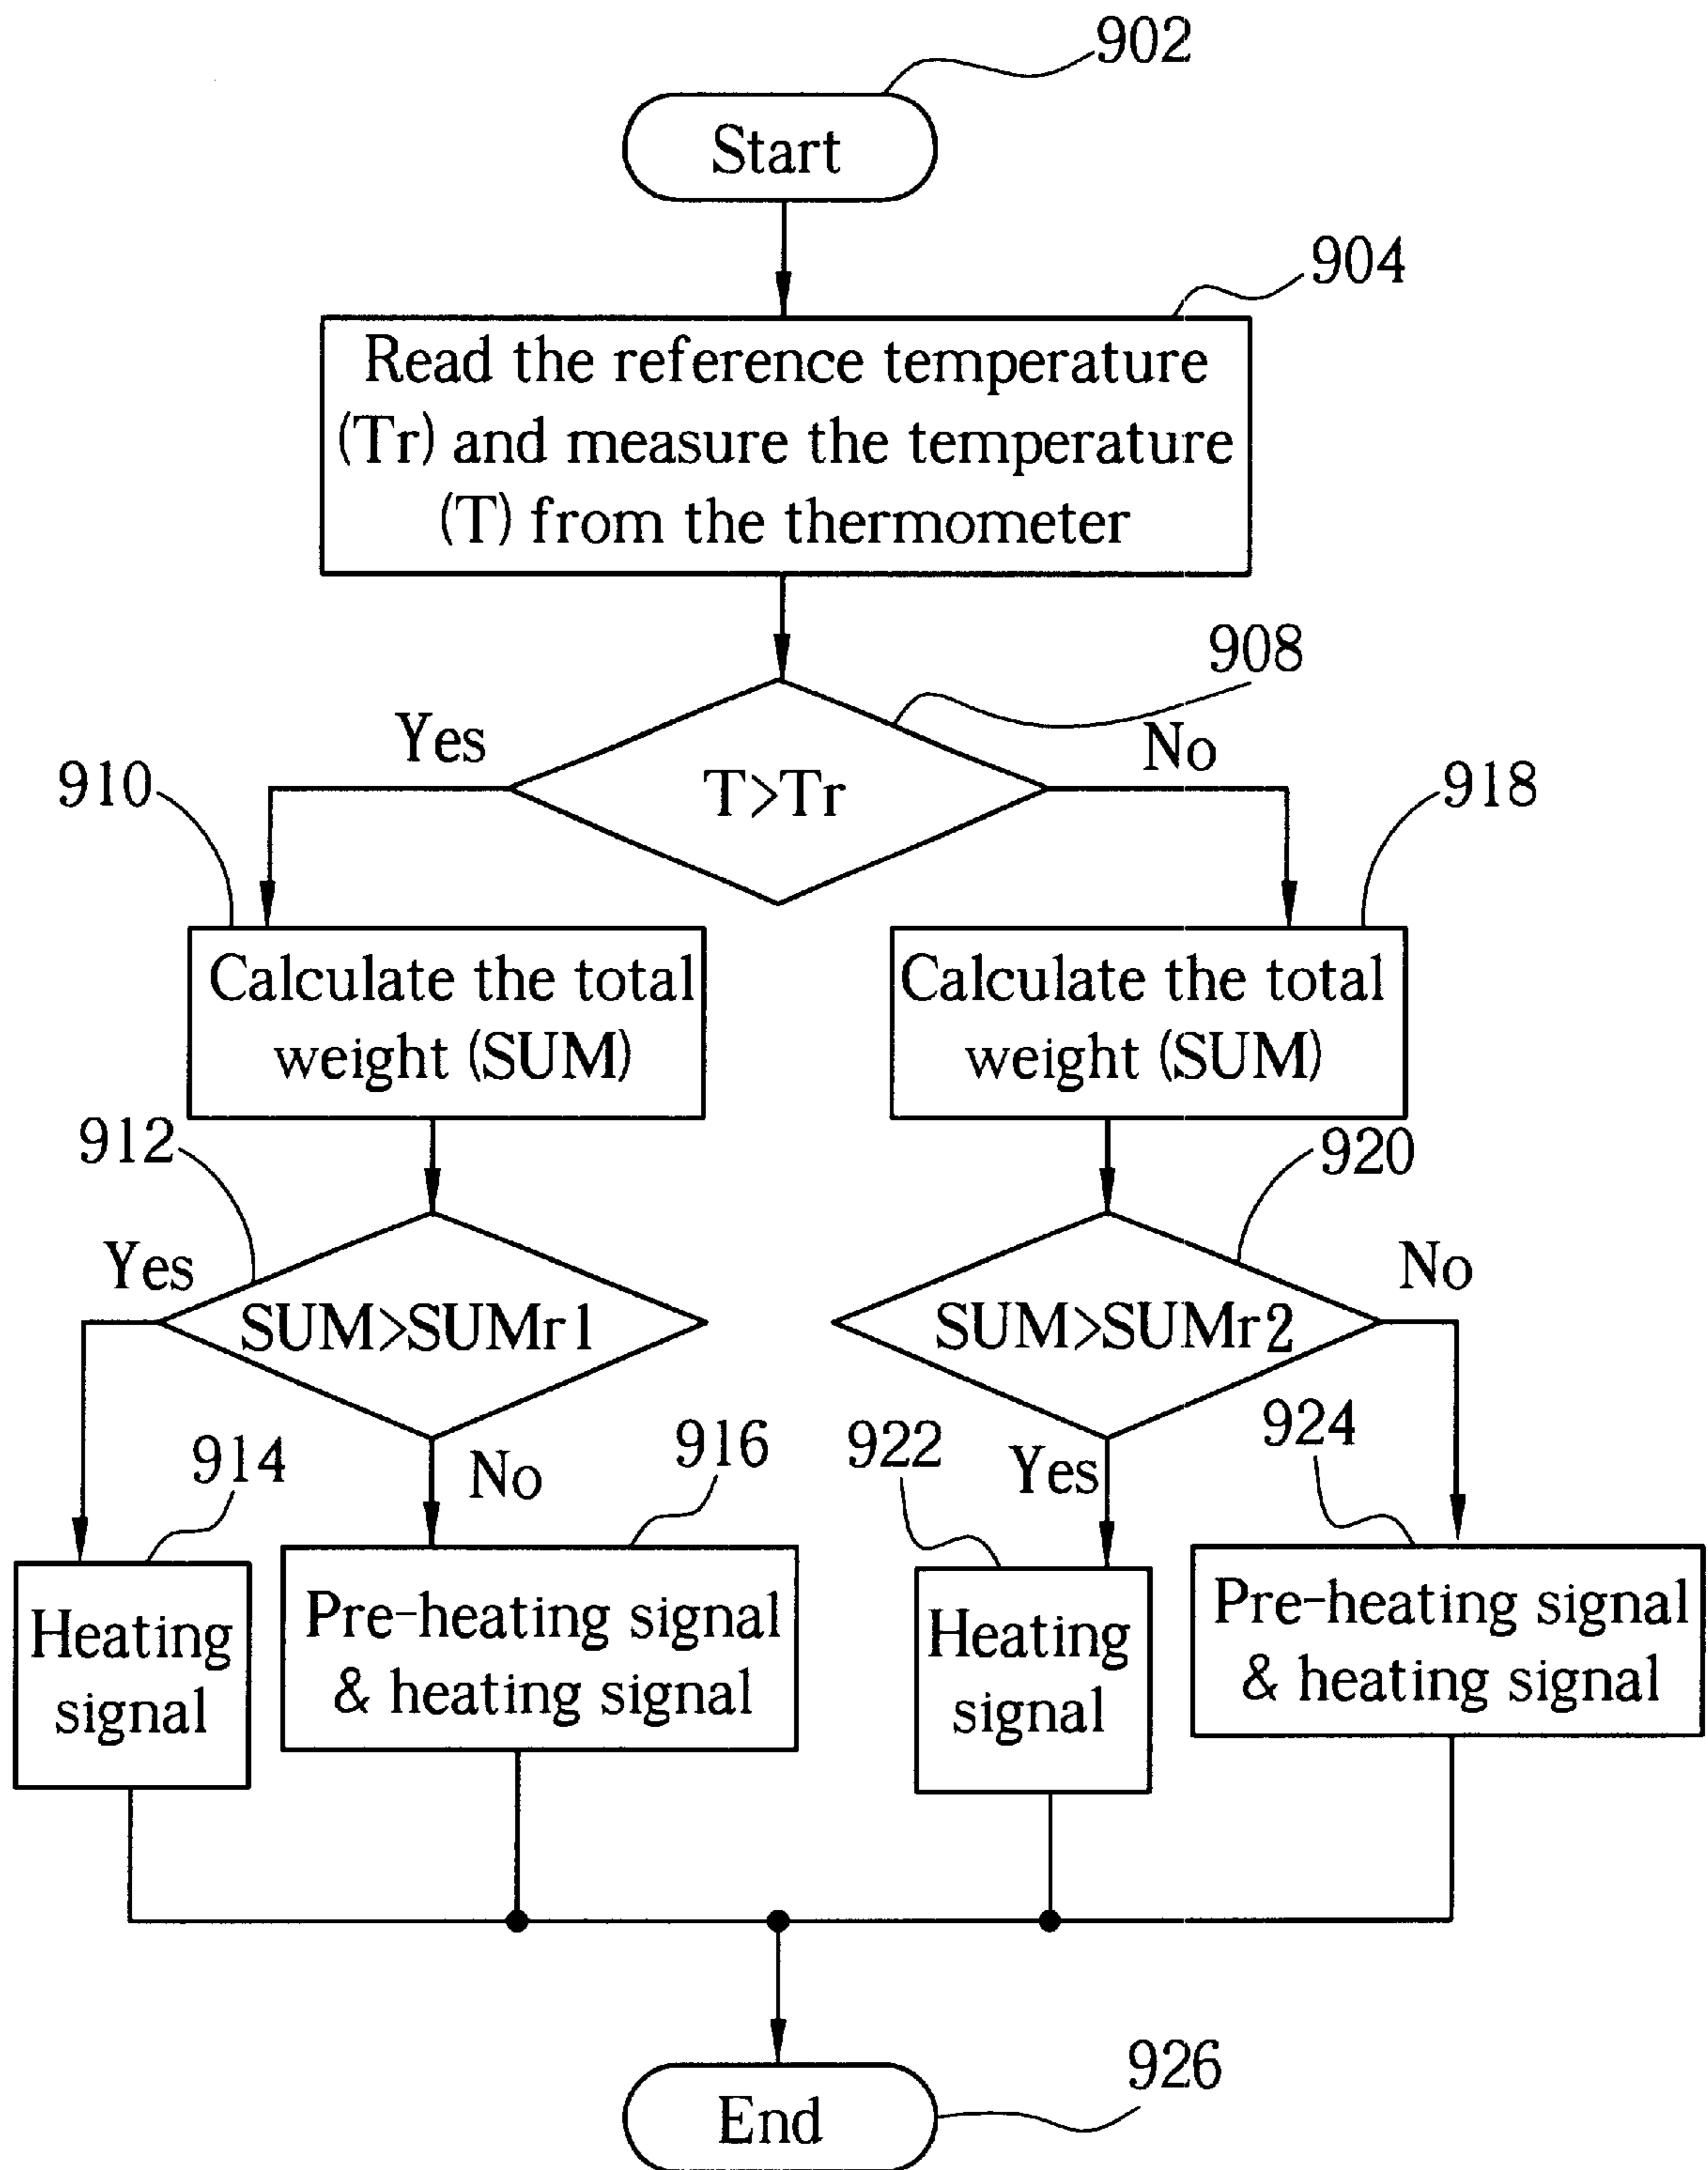 902
Start
904
Read the reference temperature
(Tr) and measure the temperature
(T) from the thermometer
908
Yes
No
T>Tr
910
918
Calculate the total
weight (SUM)
Calculate the total
weight (SUM)
912
920
Yes
No
SUM>SUMr1
SUM>SUMr2
914
No
916
922
Yes
924
Heating
signal
Pre-heating signal
& heating signal
Heating
signal
Pre-heating signal
& heating signal
926
End